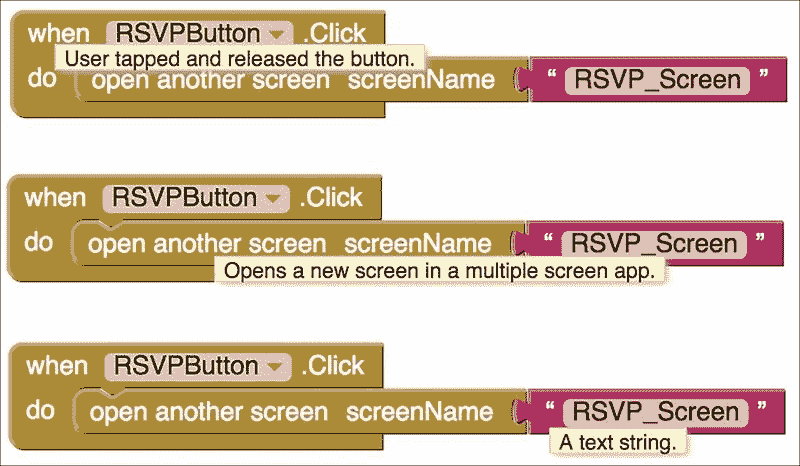 when RSVPButton .Click
User tapped and released the button.
do open another screen screenName “ RSVP_Screen ”
when RSVPButton .Click
do open another screen screenName “ RSVP_Screen ”
Opens a new screen in a multiple screen app.
when RSVPButton .Click
do open another screen screenName “ RSVP_Screen ”
A text string.